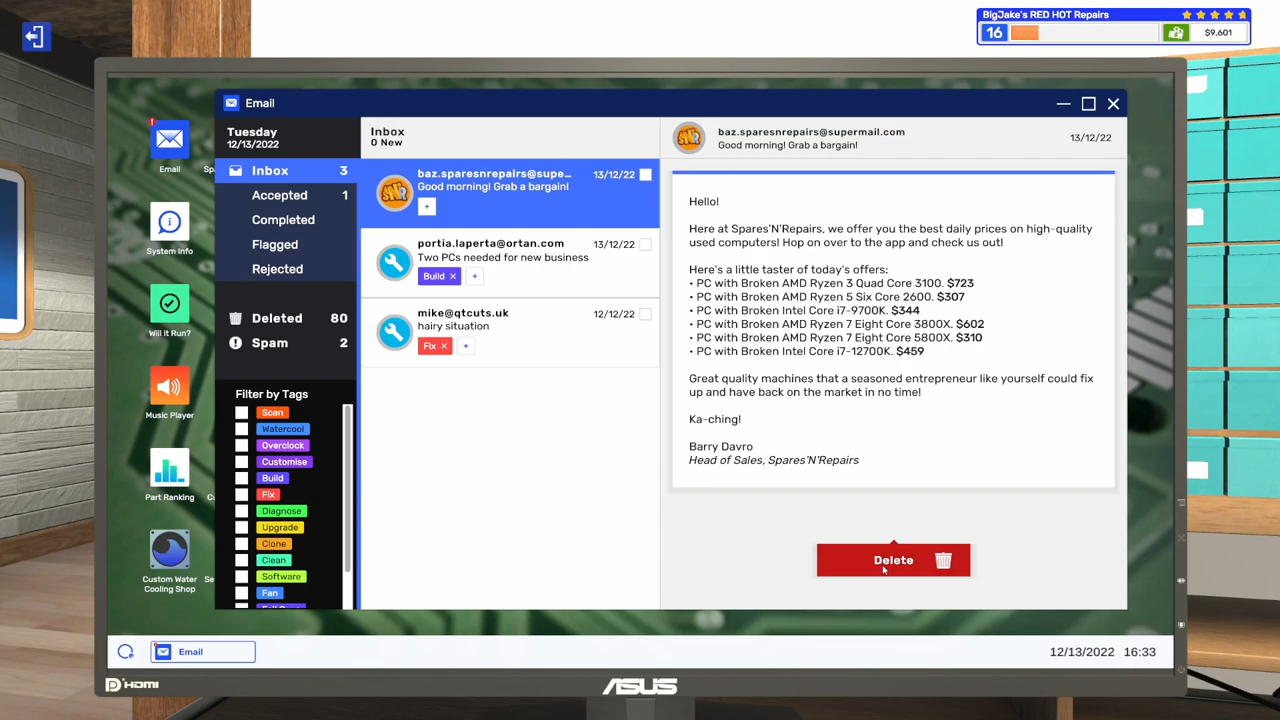 BigJake's RED HOT Repairs
16
$9,601
Email
System Info
Will it Run?
Music Player
Part Ranking
Custom Water
Cooling Shop
Email
Tuesday
12/13/2022
Inbox 3
Accepted 1
Completed
Flagged
Rejected
Deleted 80
Spam 2
Filter by Tags
Scan
Watercool
Overclock
Customise
Build
Fix
Diagnose
Upgrade
Clone
Clean
Software
Fan
Inbox
0 New
baz.sparesnrepairs@supe... 13/12/22
Good morning! Grab a bargain!
+
portia.laperta@ortan.com 13/12/22
Two PCs needed for new business
Build × +
mike@qtcuts.uk 12/12/22
hairy situation
Fix × +
baz.sparesnrepairs@supermail.com 13/12/22
Good morning! Grab a bargain!
Hello!
Here at Spares'N'Repairs, we offer you the best daily prices on high-quality
used computers! Hop on over to the app and check us out!
Here's a little taster of today's offers:
• PC with Broken AMD Ryzen 3 Quad Core 3100. $723
• PC with Broken AMD Ryzen 5 Six Core 2600. $307
• PC with Broken Intel Core i7-9700K. $344
• PC with Broken AMD Ryzen 7 Eight Core 3800X. $602
• PC with Broken AMD Ryzen 7 Eight Core 5800X. $310
• PC with Broken Intel Core i7-12700K. $459
Great quality machines that a seasoned entrepreneur like yourself could fix
up and have back on the market in no time!
Ka-ching!
Barry Davro
Head of Sales, Spares'N'Repairs
Delete
Email
12/13/2022 16:33
HDMI
ASUS